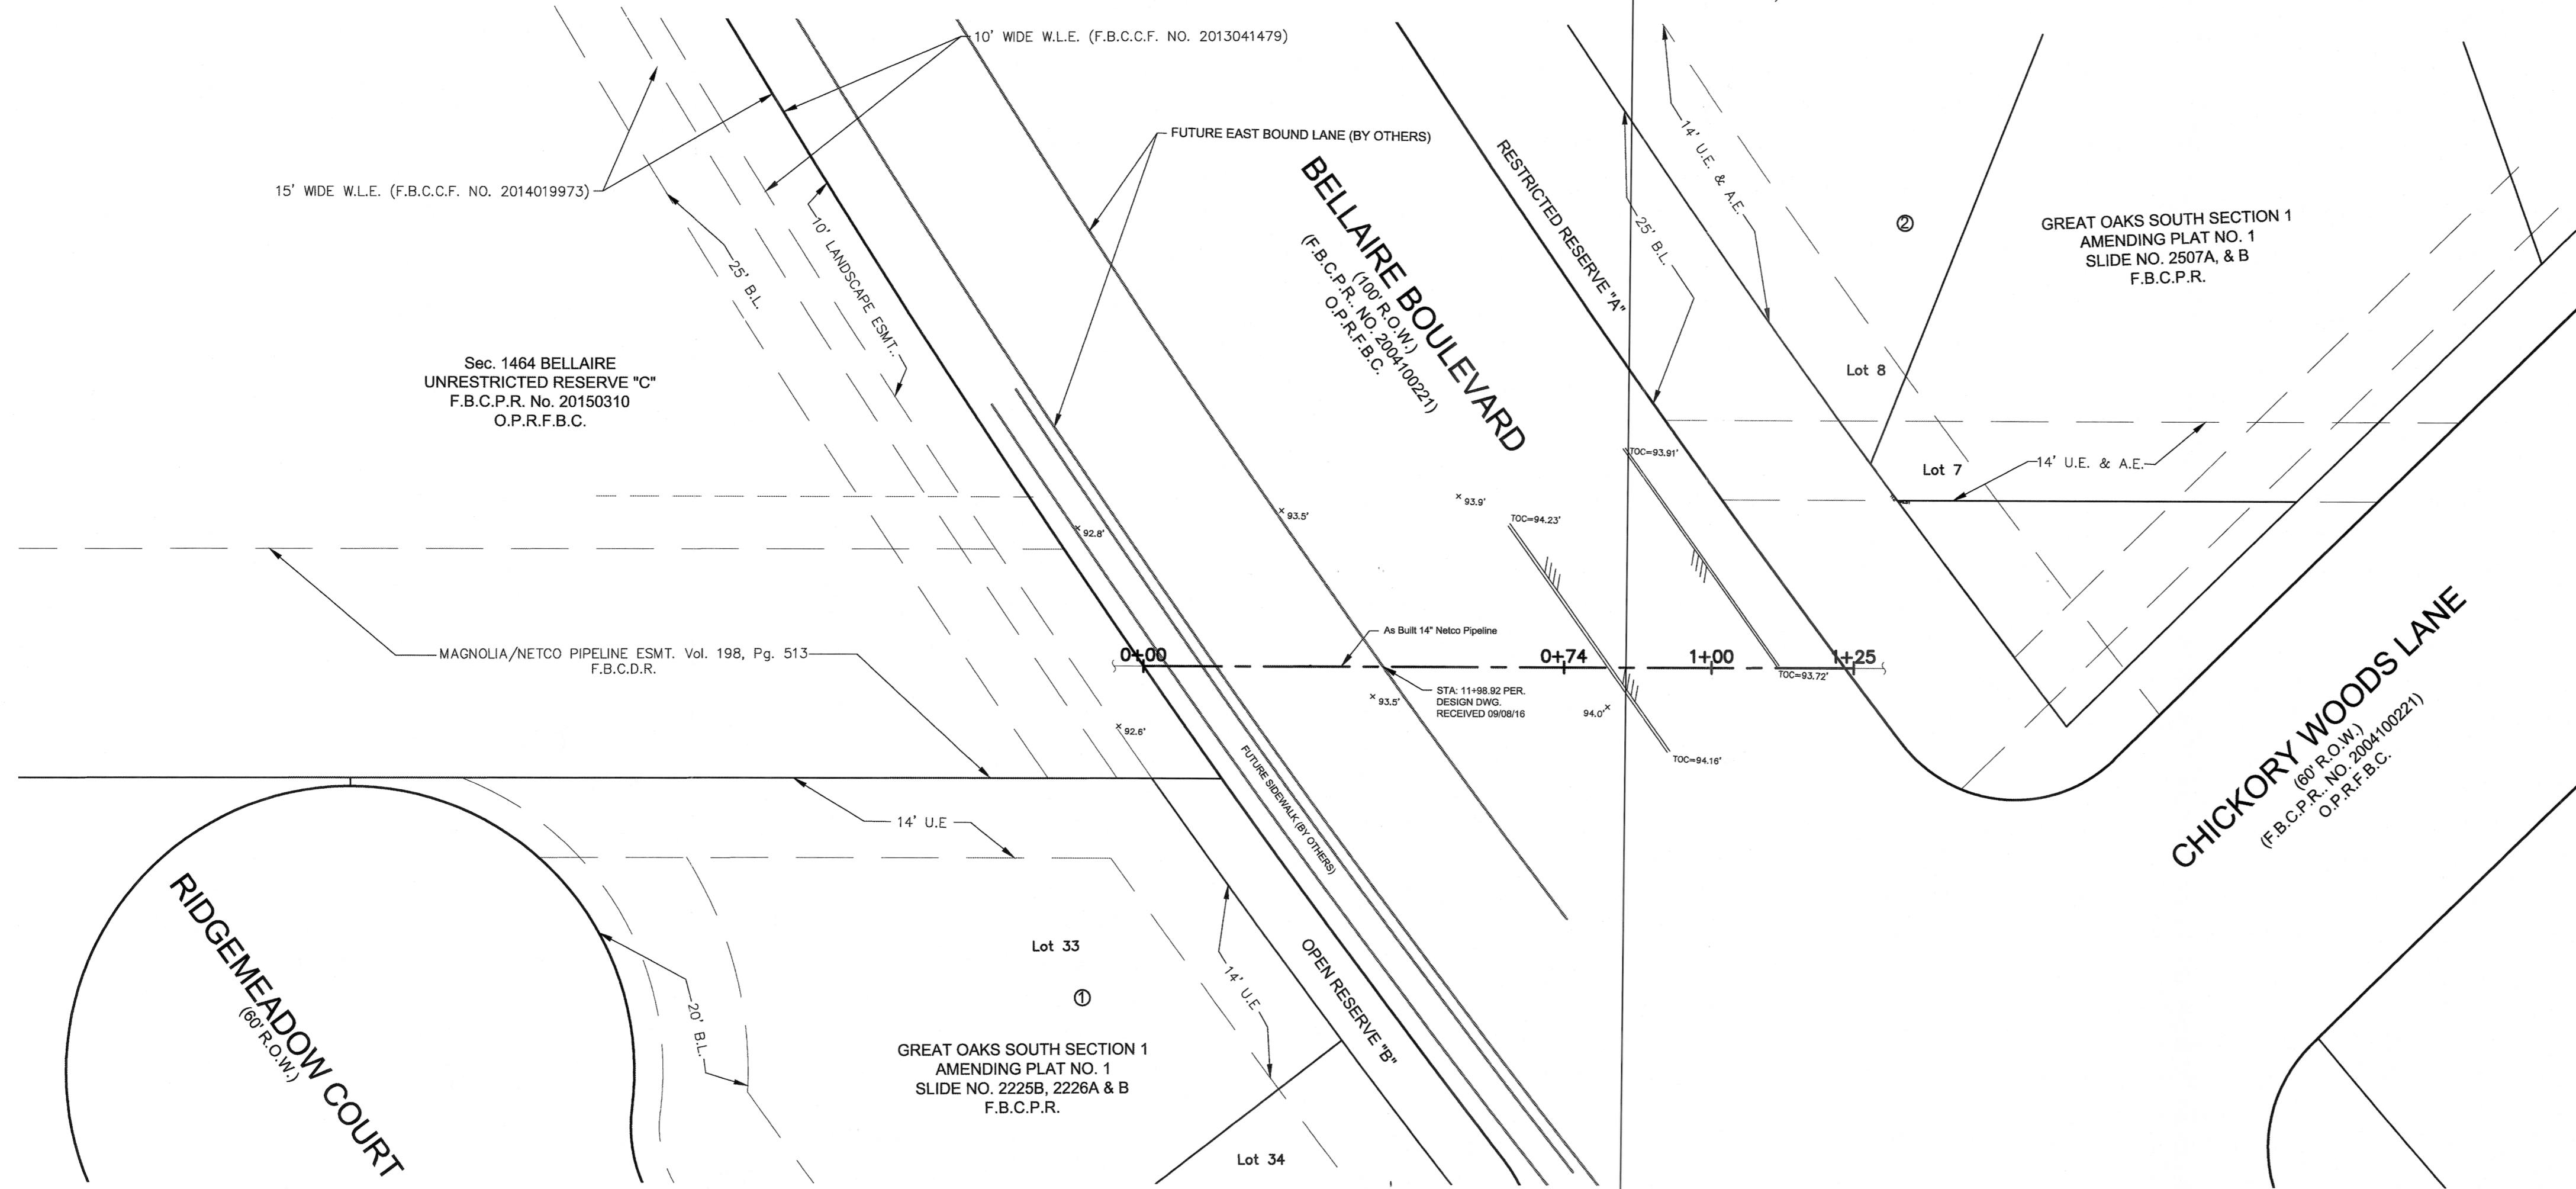 10' WIDE W.L.E. (F.B.C.C.F. NO. 2013041479)
FUTURE EAST BOUND LANE (BY OTHERS)
15' WIDE W.L.E. (F.B.C.C.F. NO. 2014019973)
25' B.L.
10' LANDSCAPE ESMT..
BELLAIRE BOULEVARD
(100' R.O.W.)
(F.B.C.P.R.. NO. 2004100221)
O.P.R.F.B.C.
RESTRICTED RESERVE "A"
25' B.L.
14' U.E. & A.E.
②
GREAT OAKS SOUTH SECTION 1
AMENDING PLAT NO. 1
SLIDE NO. 2507A, & B
F.B.C.P.R.
Sec. 1464 BELLAIRE
UNRESTRICTED RESERVE "C"
F.B.C.P.R. No. 20150310
O.P.R.F.B.C.
Lot 8
Lot 7
14' U.E. & A.E.
TOC=93.91'
93.9'
93.5'
TOC=94.23'
92.8'
As Built 14" Netco Pipeline
MAGNOLIA/NETCO PIPELINE ESMT. Vol. 198, Pg. 513
F.B.C.D.R.
0+00
0+74
1+00
1+25
TOC=93.72'
STA: 11+98.92 PER.
DESIGN DWG.
RECEIVED 09/08/16
93.5'
94.0'
92.6'
TOC=94.16'
FUTURE SIDEWALK (BY OTHERS)
CHICKORY WOODS LANE
(60' R.O.W.)
(F.B.C.P.R.. NO. 2004100221)
O.P.R.F.B.C.
14' U.E
RIDGEMEADOW COURT
(60' R.O.W.)
20' B.L.
Lot 33
①
14' U.E
OPEN RESERVE "B"
GREAT OAKS SOUTH SECTION 1
AMENDING PLAT NO. 1
SLIDE NO. 2225B, 2226A & B
F.B.C.P.R.
Lot 34